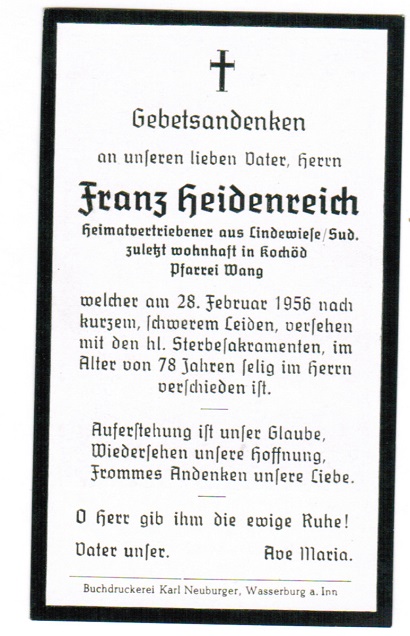 Gebetsandenken
an unseren lieben Vater, Herrn
Franz Heidenreich
Heimatvertriebener aus Lindewiese/Sud.
zuletzt wohnhaft in Kochöd
Pfarrei Wang
welcher am 28. Februar 1956 nach
kurzem, schwerem Leiden, versehen
mit den hl. Sterbesakramenten, im
Alter von 78 Jahren selig im Herrn
verschieden ist.
Auferstehung ist unser Glaube,
Wiedersehen unsere Hoffnung,
Frommes Andenken unsere Liebe.
O Herr gib ihm die ewige Ruhe!
Vater unser. Ave Maria.
Buchdruckerei Karl Neuburger, Wasserburg a. Inn